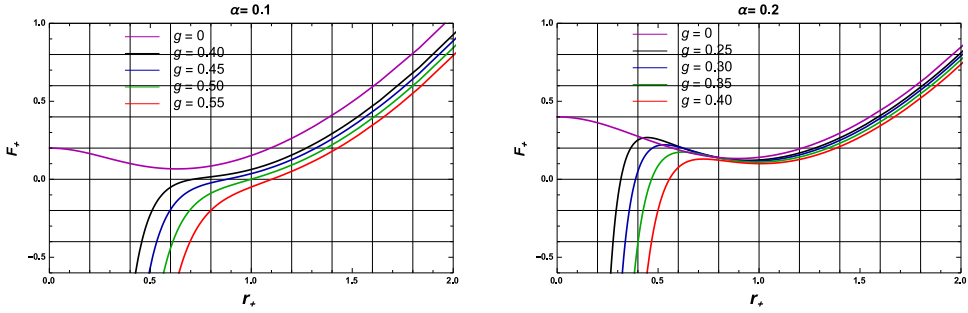 α= 0.1
g = 0
g = 0.40
g = 0.45
g = 0.50
g = 0.55
F₊
1.0
0.5
0.0
−0.5
0.0 0.5 1.0 1.5 2.0
r₊
α= 0.2
g = 0
g = 0.25
g = 0.30
g = 0.35
g = 0.40
F₊
1.0
0.5
0.0
−0.5
0.0 0.5 1.0 1.5 2.0
r₊